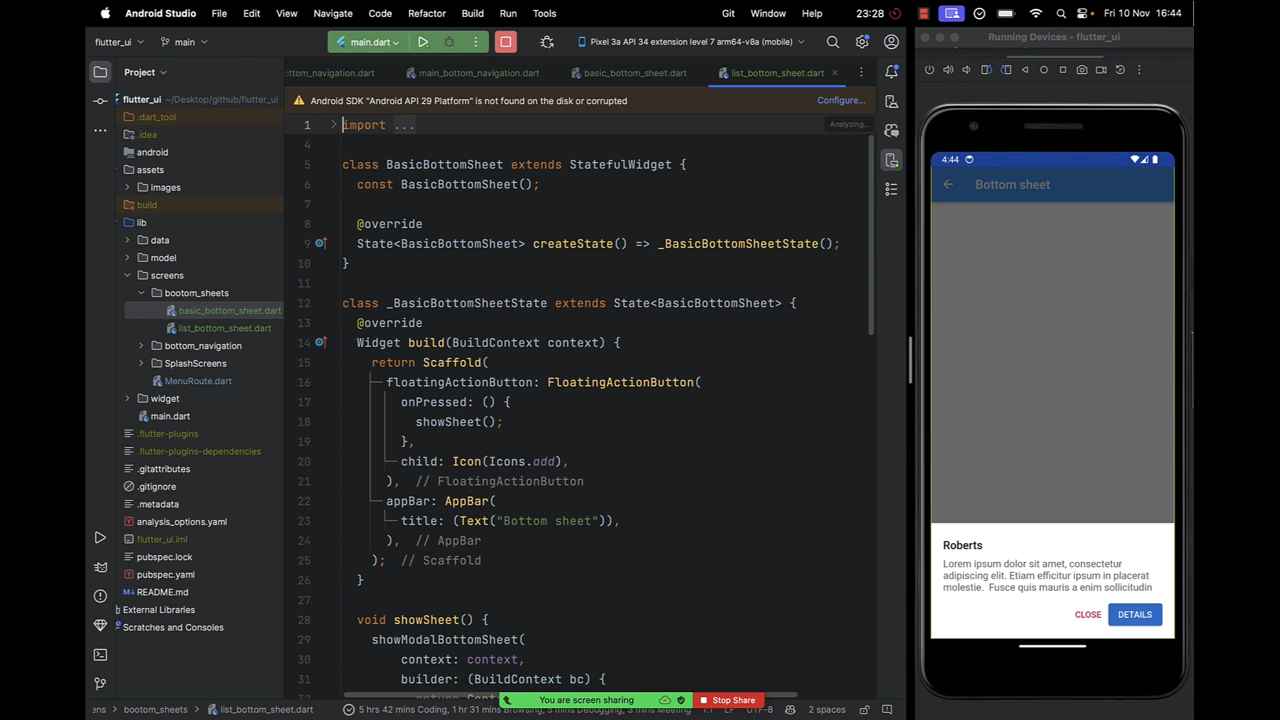 Android Studio File Edit View Navigate Code Refactor Build Run Tools Git Window Help 23:28 Fri 10 Nov 16:44
flutter_ui main main.dart Pixel 3a API 34 extension level 7 arm64-v8a (mobile)
Running Devices - flutter_ui
Project
ottom_navigation.dart main_bottom_navigation.dart basic_bottom_sheet.dart list_bottom_sheet.dart
Android SDK "Android API 29 Platform" is not found on the disk or corrupted Configure...
flutter_ui ~/Desktop/github/flutter_ui
.dart_tool
.idea
android
assets
images
build
lib
data
model
screens
bootom_sheets
basic_bottom_sheet.dart
list_bottom_sheet.dart
bottom_navigation
SplashScreens
MenuRoute.dart
widget
main.dart
.flutter-plugins
.flutter-plugins-dependencies
.gitattributes
.gitignore
.metadata
analysis_options.yaml
flutter_ui.iml
pubspec.lock
pubspec.yaml
README.md
External Libraries
Scratches and Consoles
1 import ... Analyzing...
4
5 class BasicBottomSheet extends StatefulWidget {
6 const BasicBottomSheet();
7
8 @override
9 State<BasicBottomSheet> createState() => _BasicBottomSheetState();
10 }
11
12 class _BasicBottomSheetState extends State<BasicBottomSheet> {
13 @override
14 Widget build(BuildContext context) {
15 return Scaffold(
16 floatingActionButton: FloatingActionButton(
17 onPressed: () {
18 showSheet();
19 },
20 child: Icon(Icons.add),
21 ), // FloatingActionButton
22 appBar: AppBar(
23 title: (Text("Bottom sheet")),
24 ), // AppBar
25 ); // Scaffold
26 }
27
28 void showSheet() {
29 showModalBottomSheet(
30 context: context,
31 builder: (BuildContext bc) {
4:44
Bottom sheet
Roberts
Lorem ipsum dolor sit amet, consectetur
adipiscing elit. Etiam efficitur ipsum in placerat
molestie. Fusce quis mauris a enim sollicitudin
CLOSE DETAILS
You are screen sharing Stop Share
ens bootom_sheets list_bottom_sheet.dart 5 hrs 42 mins Coding, 1 hr 31 mins 2 spaces